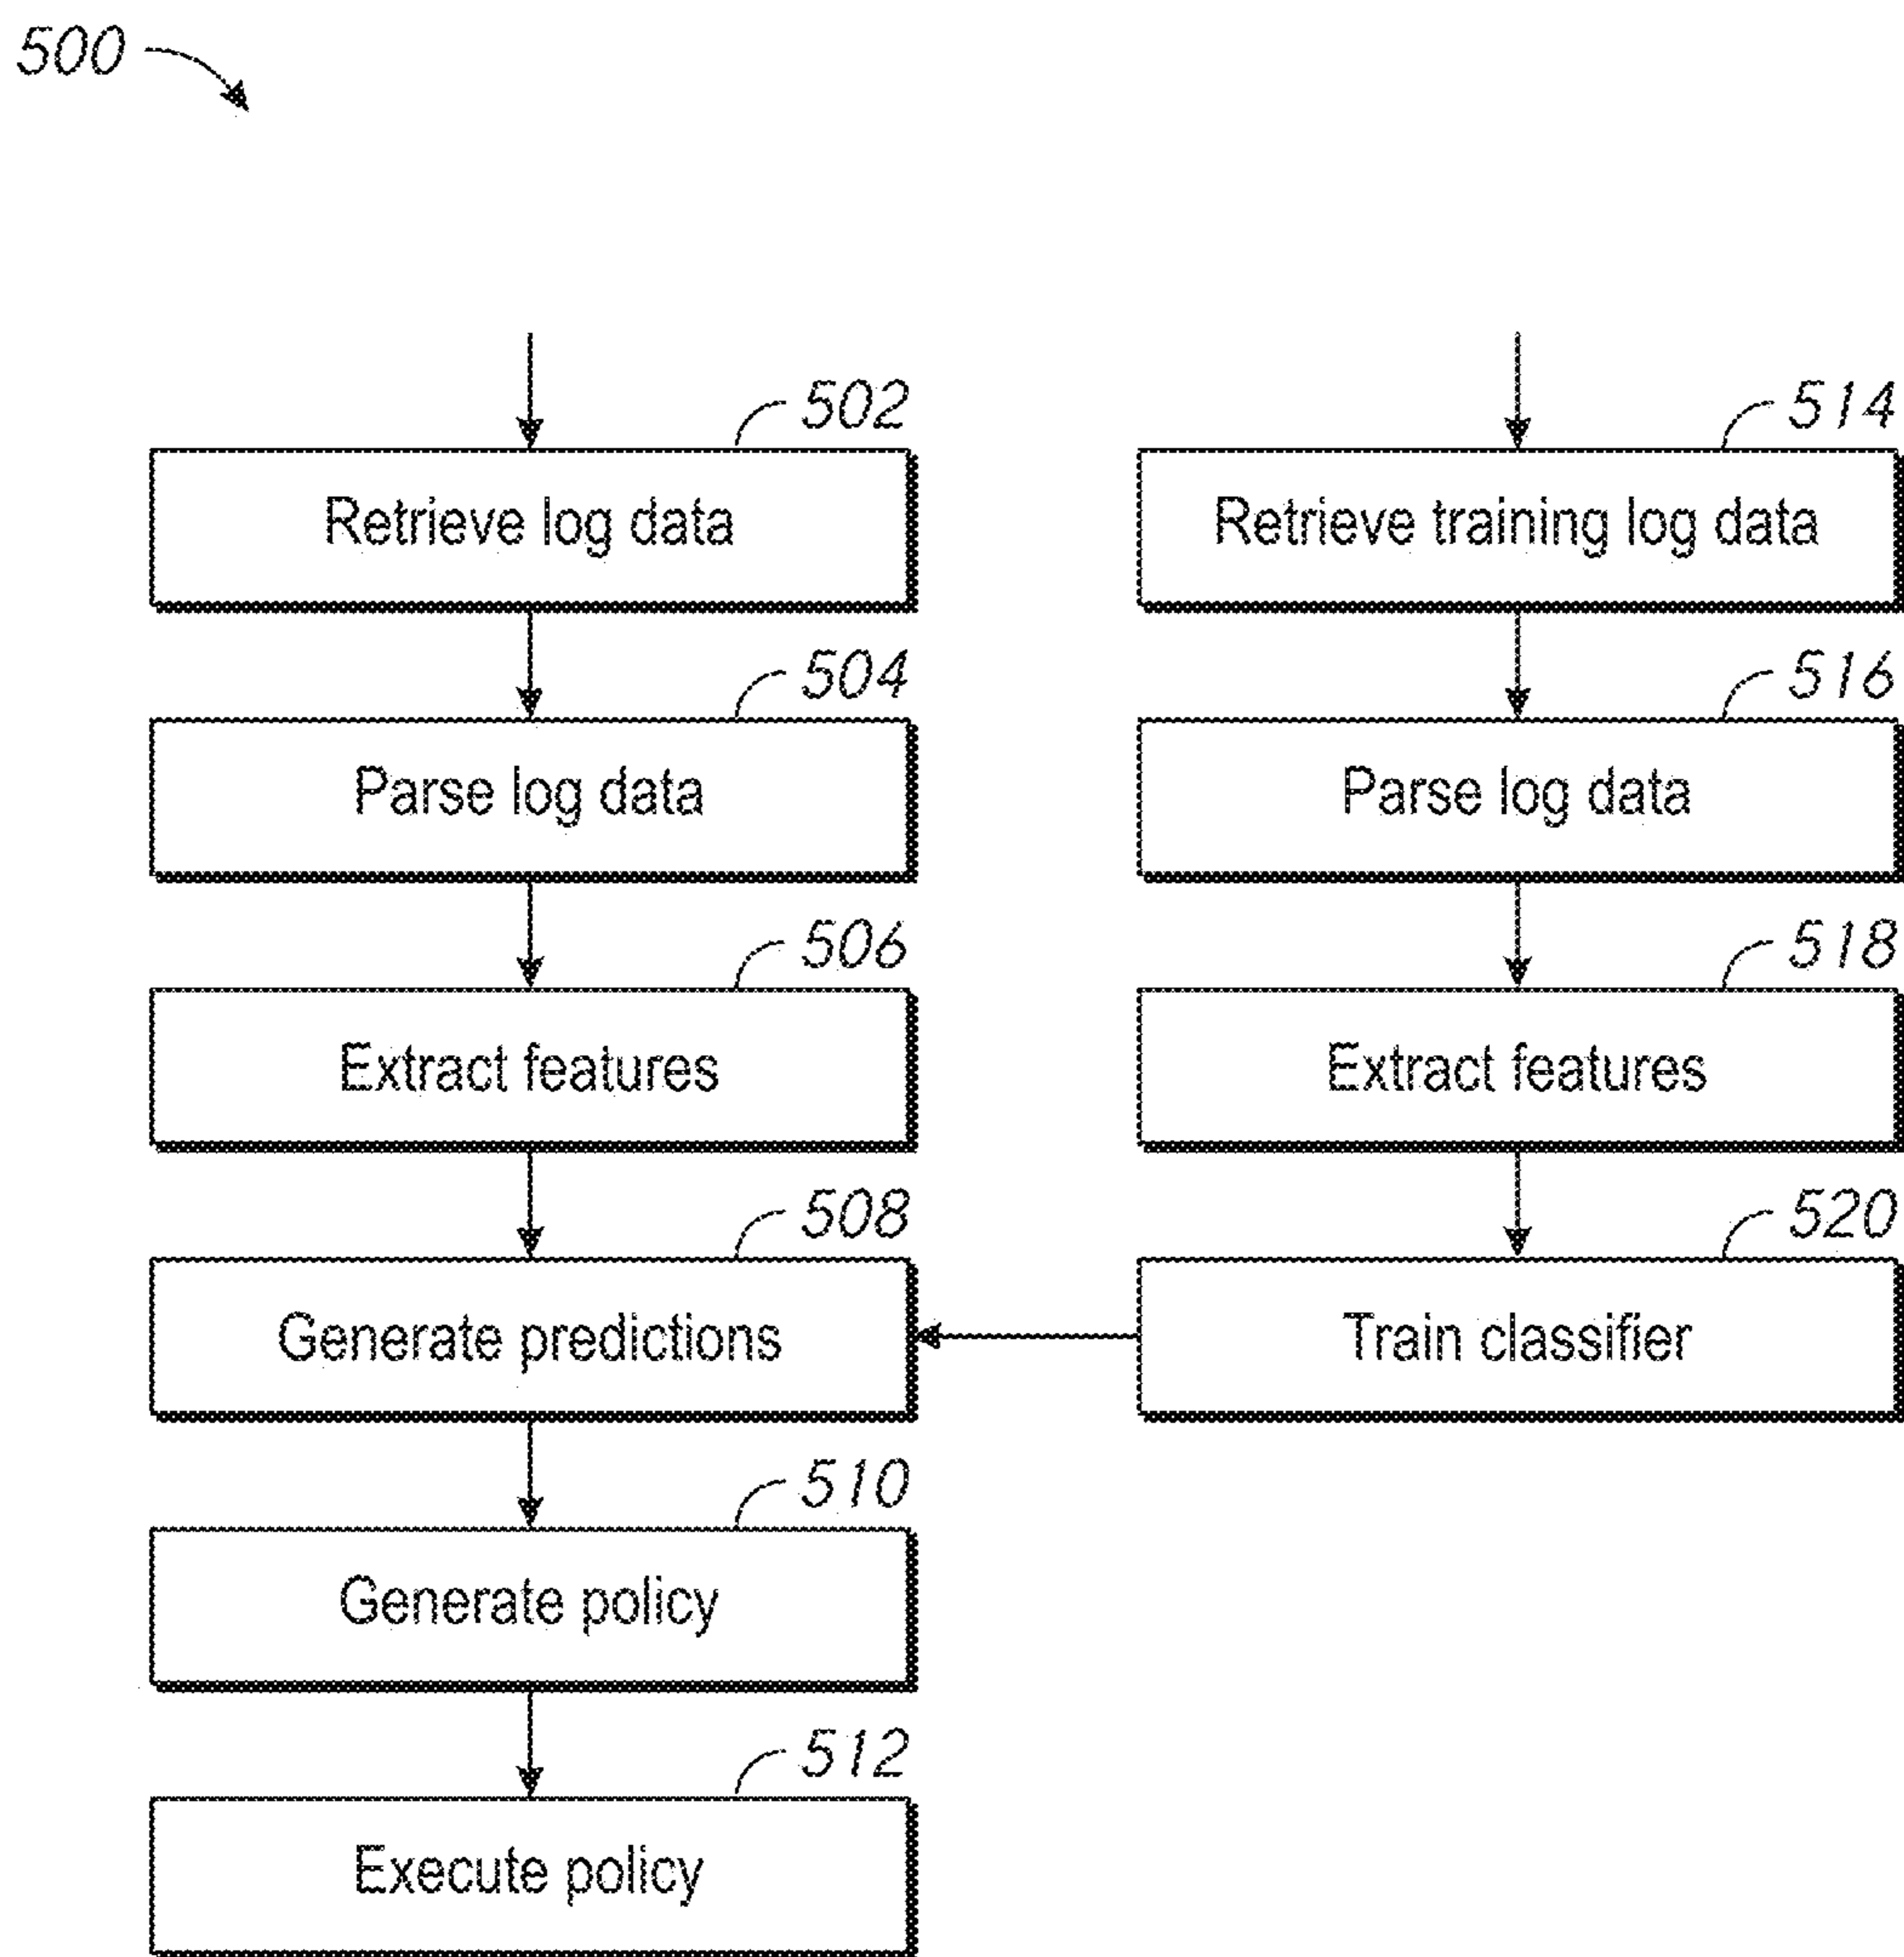 500
502
514
Retrieve log data
Retrieve training log data
504
516
Parse log data
Parse log data
506
518
Extract features
Extract features
508
520
Generate predictions
Train classifier
510
Generate policy
512
Execute policy